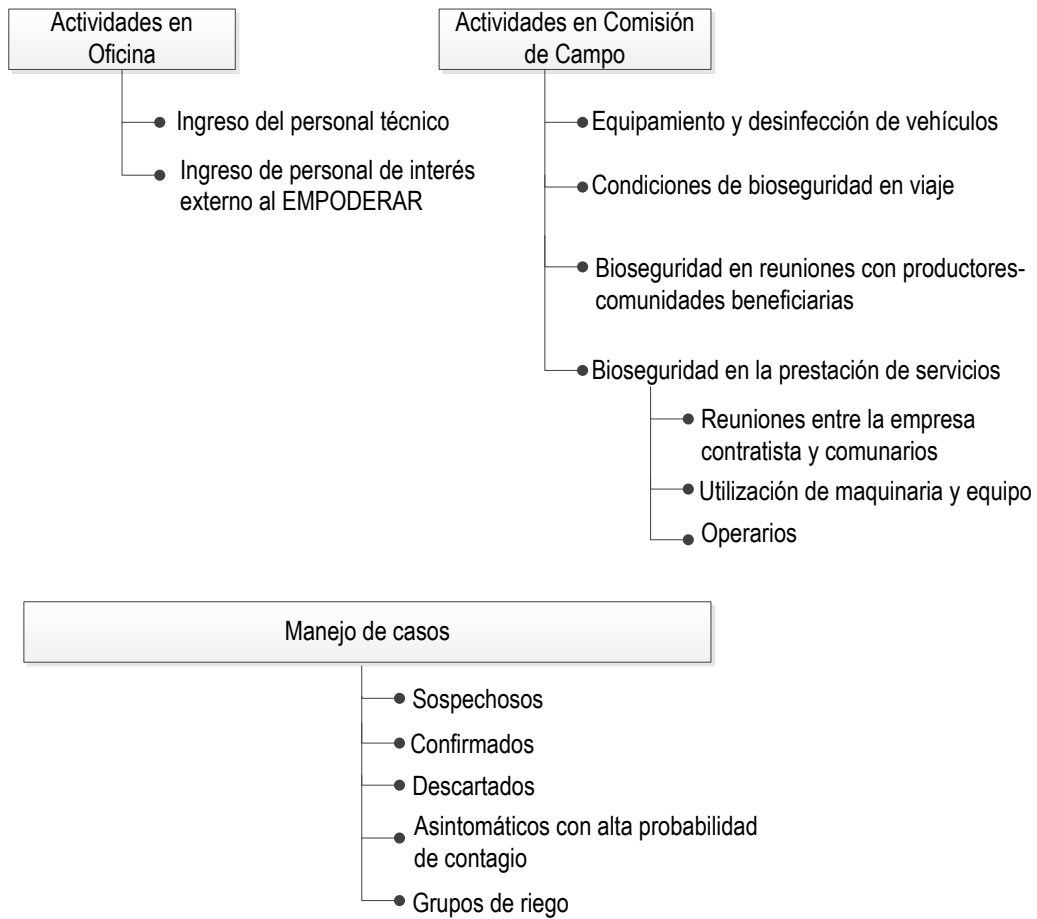 Actividades en
Oficina
Ingreso del personal técnico
Ingreso de personal de interés
externo al EMPODERAR
Actividades en Comisión
de Campo
Equipamiento y desinfección de vehículos
Condiciones de bioseguridad en viaje
Bioseguridad en reuniones con productores-
comunidades beneficiarias
Bioseguridad en la prestación de servicios
Reuniones entre la empresa
contratista y comunarios
Utilización de maquinaria y equipo
Operarios
Manejo de casos
Sospechosos
Confirmados
Descartados
Asintomáticos con alta probabilidad
de contagio
Grupos de riego